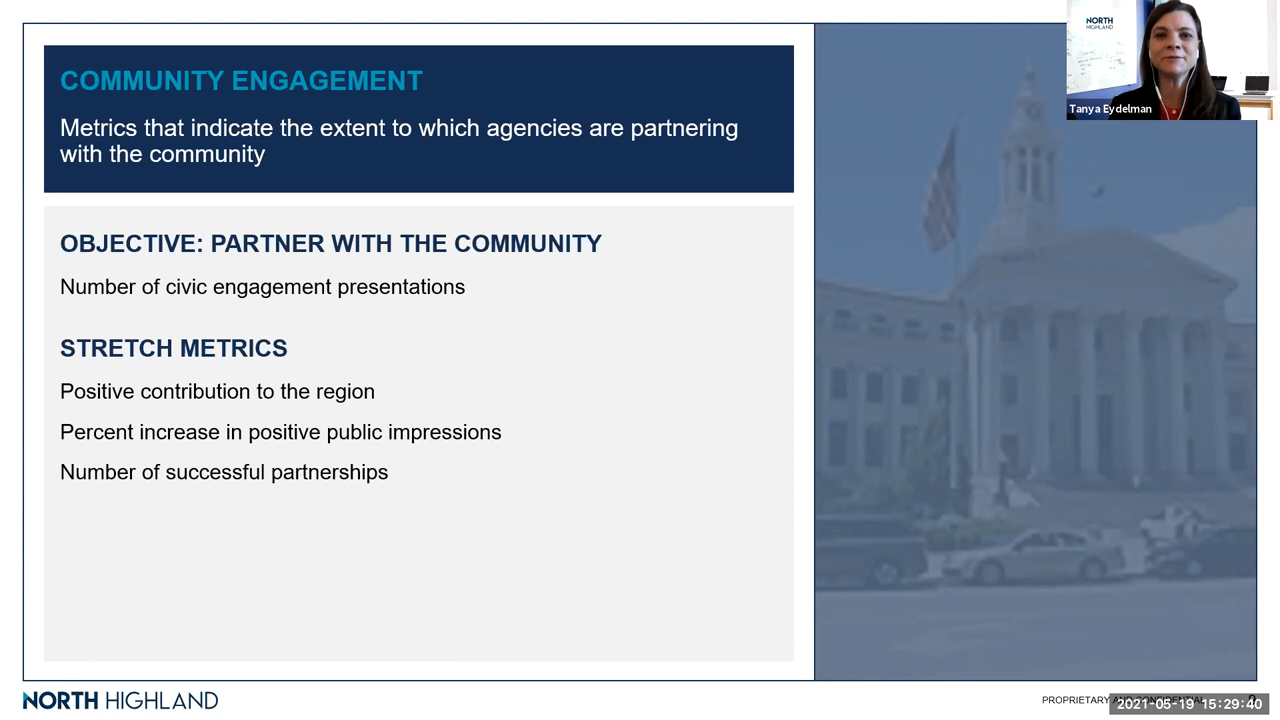 COMMUNITY ENGAGEMENT
Metrics that indicate the extent to which agencies are partnering
with the community
OBJECTIVE: PARTNER WITH THE COMMUNITY
Number of civic engagement presentations
STRETCH METRICS
Positive contribution to the region
Percent increase in positive public impressions
Number of successful partnerships
NORTH
HIGHLAND
Tanya Eydelman
NORTH HIGHLAND
PROPRIETARY AND CONFIDENTIAL
2021-05-19 15:29:40